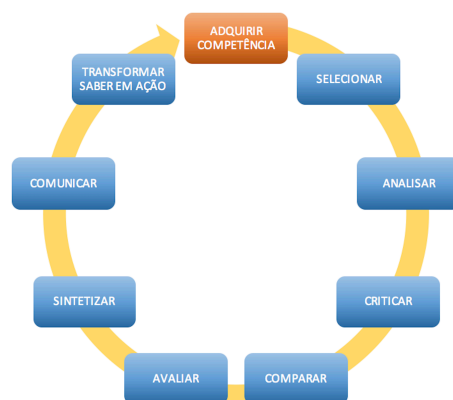 ADQUIRIR
COMPETÊNCIA
SELECIONAR
ANALISAR
CRITICAR
COMPARAR
AVALIAR
SINTETIZAR
COMUNICAR
TRANSFORMAR
SABER EM AÇÃO